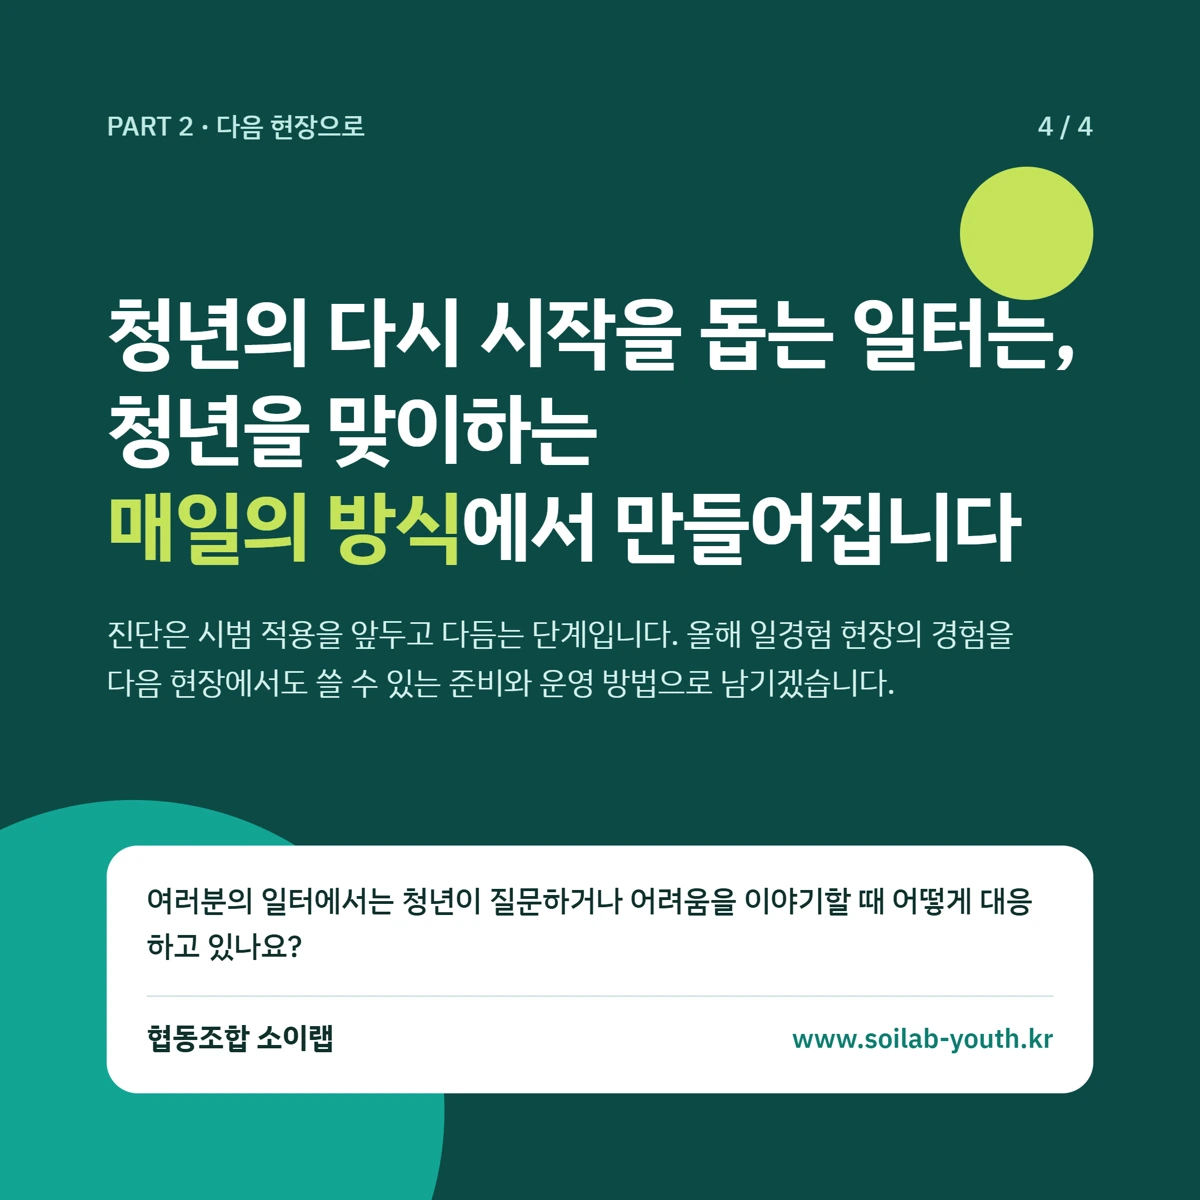 PART 2 · 다음 현장으로
4 / 4
청년의 다시 시작을 돕는 일터는,
청년을 맞이하는
매일의 방식에서 만들어집니다
진단은 시범 적용을 앞두고 다듬는 단계입니다. 올해 일경험 현장의 경험을
다음 현장에서도 쓸 수 있는 준비와 운영 방법으로 남기겠습니다.
여러분의 일터에서는 청년이 질문하거나 어려움을 이야기할 때 어떻게 대응
하고 있나요?
협동조합 소이랩
www.soilab-youth.kr